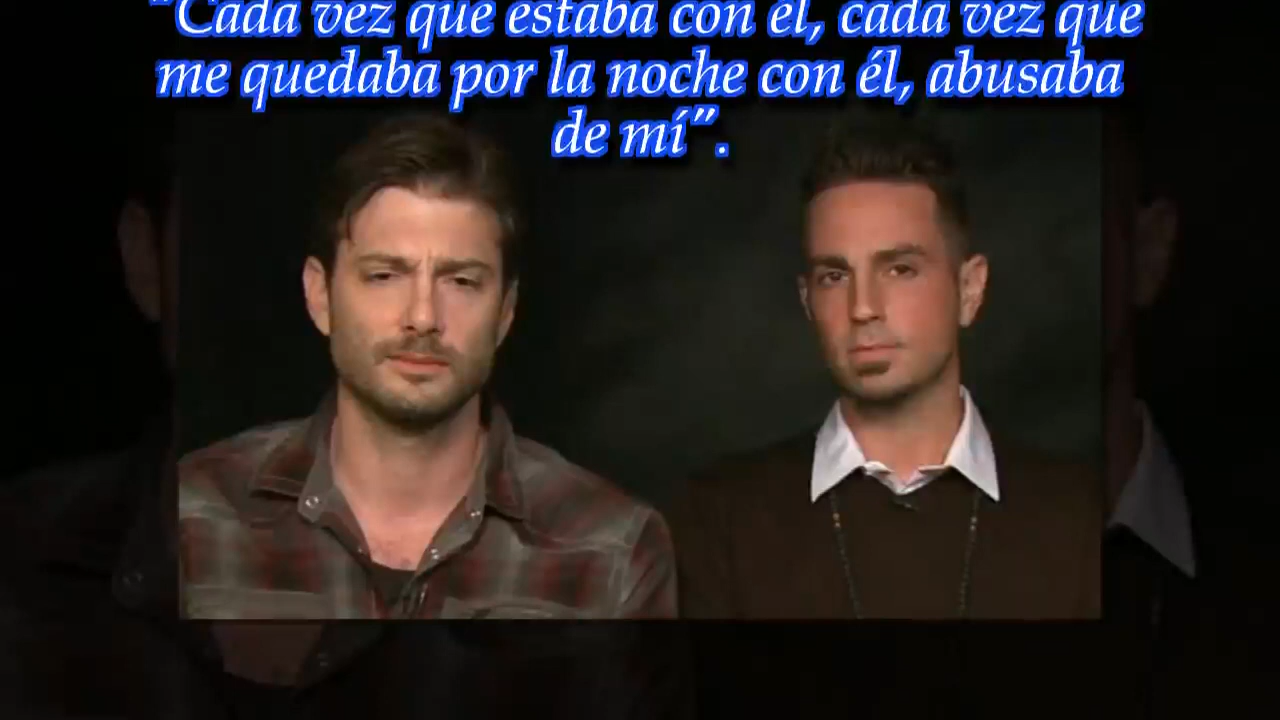 "Cada vez que estaba con él, cada vez que
me quedaba por la noche con él, abusaba
de mí".